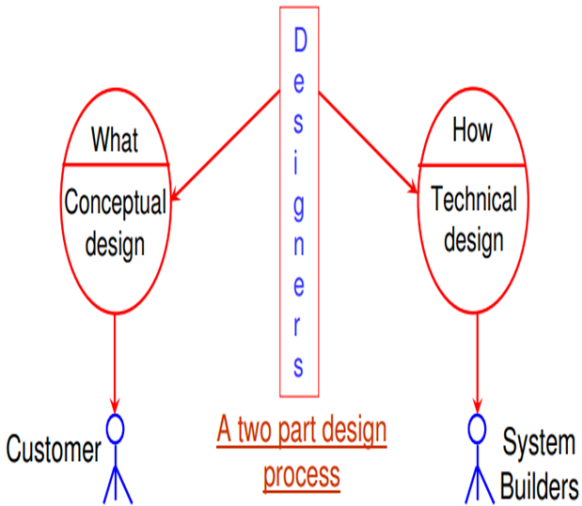 Designers
What
Conceptual
design
How
Technical
design
Customer
A two part design
process
System
Builders